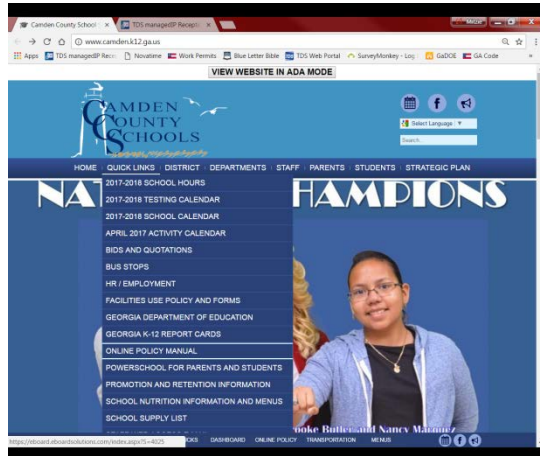 Camden County School
TDS managedIP Recepti
www.camden.k12.ga.us
Apps TDS managedIP Rece Novatime Work Permits Blue Letter Bible TDS Web Portal SurveyMonkey - Log GaDOE GA Code
VIEW WEBSITE IN ADA MODE
CAMDEN
COUNTY
SCHOOLS
Select Language ▼
Search...
HOME QUICK LINKS DISTRICT DEPARTMENTS STAFF PARENTS STUDENTS STRATEGIC PLAN
NAT HAMPIONS
2017-2018 SCHOOL HOURS
2017-2018 TESTING CALENDAR
2017-2018 SCHOOL CALENDAR
APRIL 2017 ACTIVITY CALENDAR
BIDS AND QUOTATIONS
BUS STOPS
HR / EMPLOYMENT
FACILITIES USE POLICY AND FORMS
GEORGIA DEPARTMENT OF EDUCATION
GEORGIA K-12 REPORT CARDS
ONLINE POLICY MANUAL
POWERSCHOOL FOR PARENTS AND STUDENTS
PROMOTION AND RETENTION INFORMATION
SCHOOL NUTRITION INFORMATION AND MENUS
SCHOOL SUPPLY LIST
ooke Butler and Nancy Marquez
https://eboard.eboardsolutions.com/index.aspx?S=4025
DASHBOARD ONLINE POLICY TRANSPORTATION MENUS